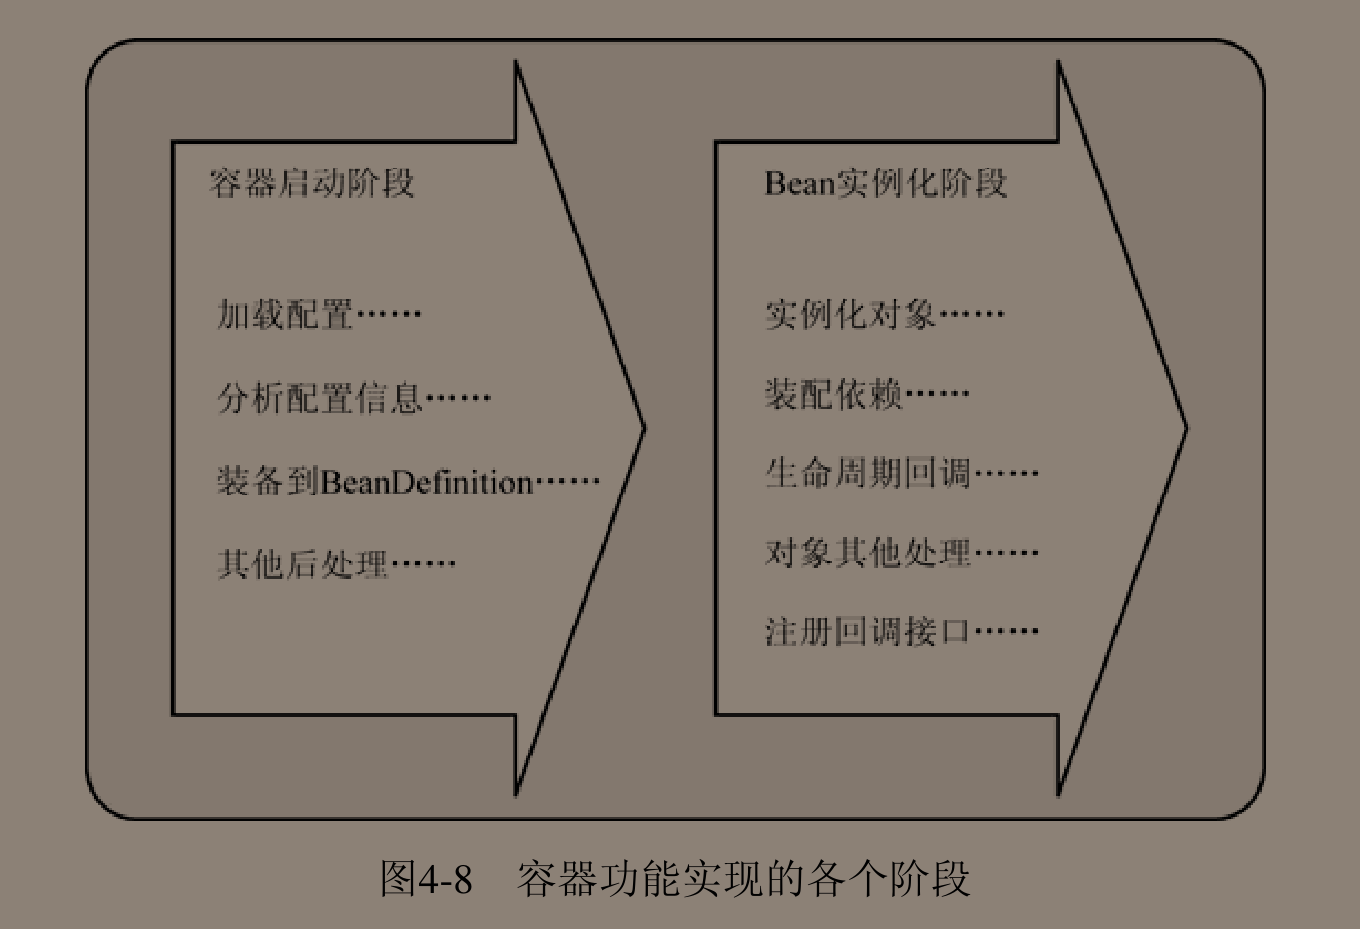 容器启动阶段
加载配置……
分析配置信息……
装备到BeanDefinition……
其他后处理……
Bean实例化阶段
实例化对象……
装配依赖……
生命周期回调……
对象其他处理……
注册回调接口……
图4-8 容器功能实现的各个阶段